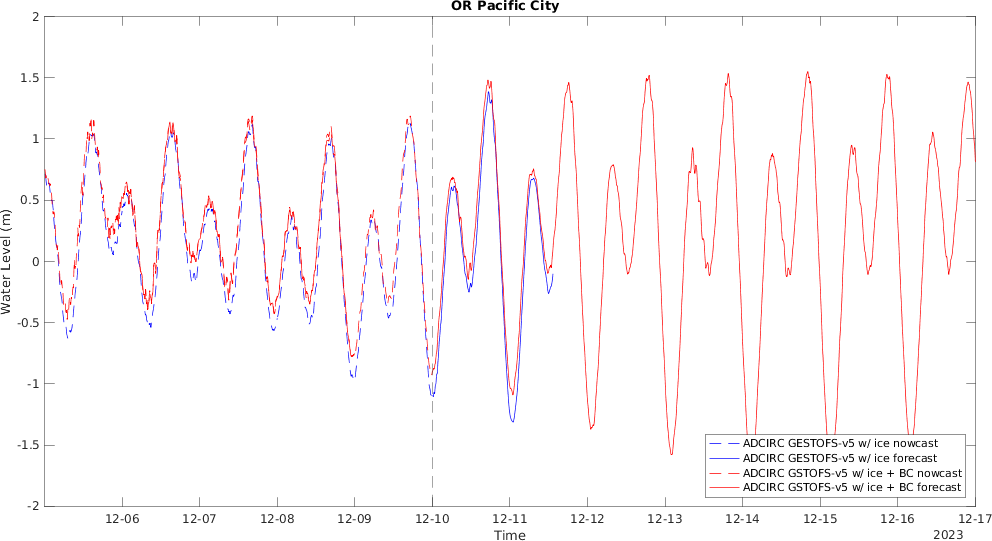 OR Pacific City
2
1.5
1
0.5
0
-0.5
-1
-1.5
-2
Water Level (m)
12-06 12-07 12-08 12-09 12-10 12-11 12-12 12-13 12-14 12-15 12-16 12-17
Time
2023
ADCIRC GESTOFS-v5 w/ ice nowcast
ADCIRC GESTOFS-v5 w/ ice forecast
ADCIRC GSTOFS-v5 w/ ice + BC nowcast
ADCIRC GSTOFS-v5 w/ ice + BC forecast